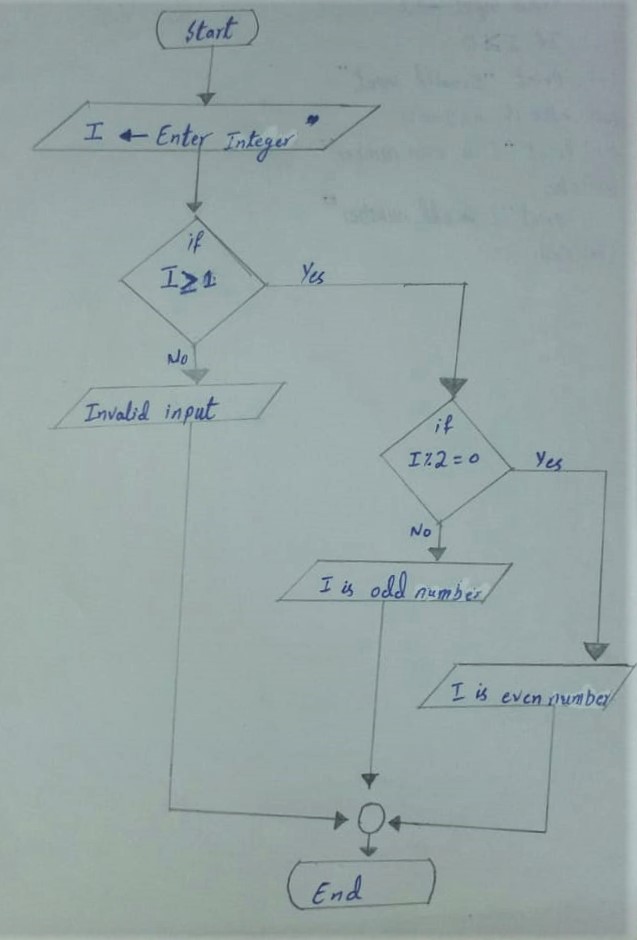 Start
I ← Enter Integer "
if
I≥1
Yes
No
Invalid input
if
I%2=0
Yes
No
I is odd number
I is even number
End